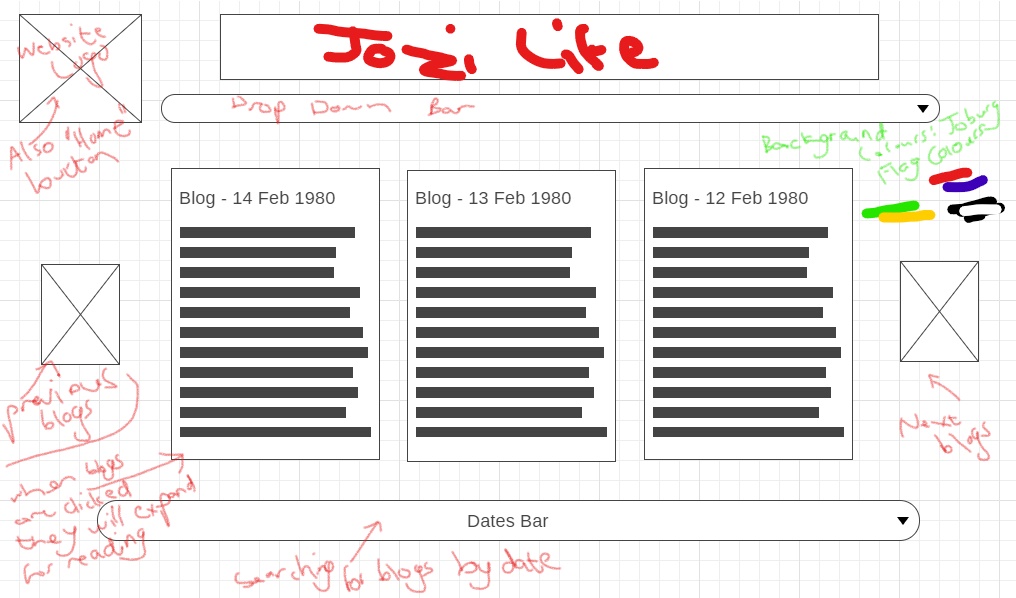 Website
Logo
Also "Home"
button
Jozi Life
Drop Down Bar
Background
Colours: Joburg
Flag Colours
Blog - 14 Feb 1980
Blog - 13 Feb 1980
Blog - 12 Feb 1980
previous
blogs
Next
blogs
when blogs
are clicked
they will expand
for reading
Dates Bar
Searching for blogs by date